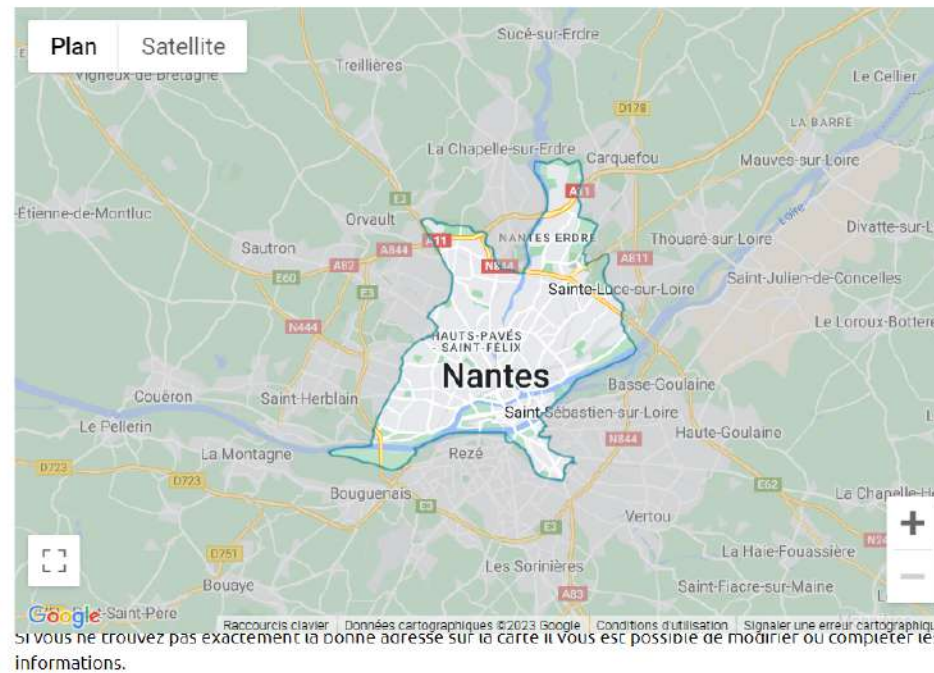 Plan Satellite
Sucé-sur-Erdre
Treillières
Vigneux-de-Bretagne
Le Cellier
D178
LA BARRE
La Chapelle-sur-Erdre
Carquefou
Mauves-sur-Loire
A11
E3
-Étienne-de-Montluc
Orvault
Loire
Divatte-sur-L
A11
NANTES ERDRE
Thouaré-sur-Loire
Sautron
A844
A82
N844
A811
E60
Saint-Julien-de-Concelles
E3
Sainte-Luce-sur-Loire
N444
Le Loroux-Bottere
HAUTS-PAVÉS
- SAINT-FÉLIX
Nantes
Basse-Goulaine
Couëron
Saint-Herblain
Saint-Sébastien-sur-Loire
Le Pellerin
Haute-Goulaine
N844
La Montagne
Rezé
D723
D723
E62
Bouguenais
La Chapelle-H
E3
Vertou
E3
D751
La Haie-Fouassière
Les Sorinières
Bouaye
A83
Saint-Fiacre-sur-Maine
Google
Saint-Père
Raccourcis clavier Données cartographiques ©2023 Google Conditions d'utilisation Signaler une erreur cartographiqu
Si vous ne trouvez pas exactement la bonne adresse sur la carte il vous est possible de modifier ou compléter les
informations.